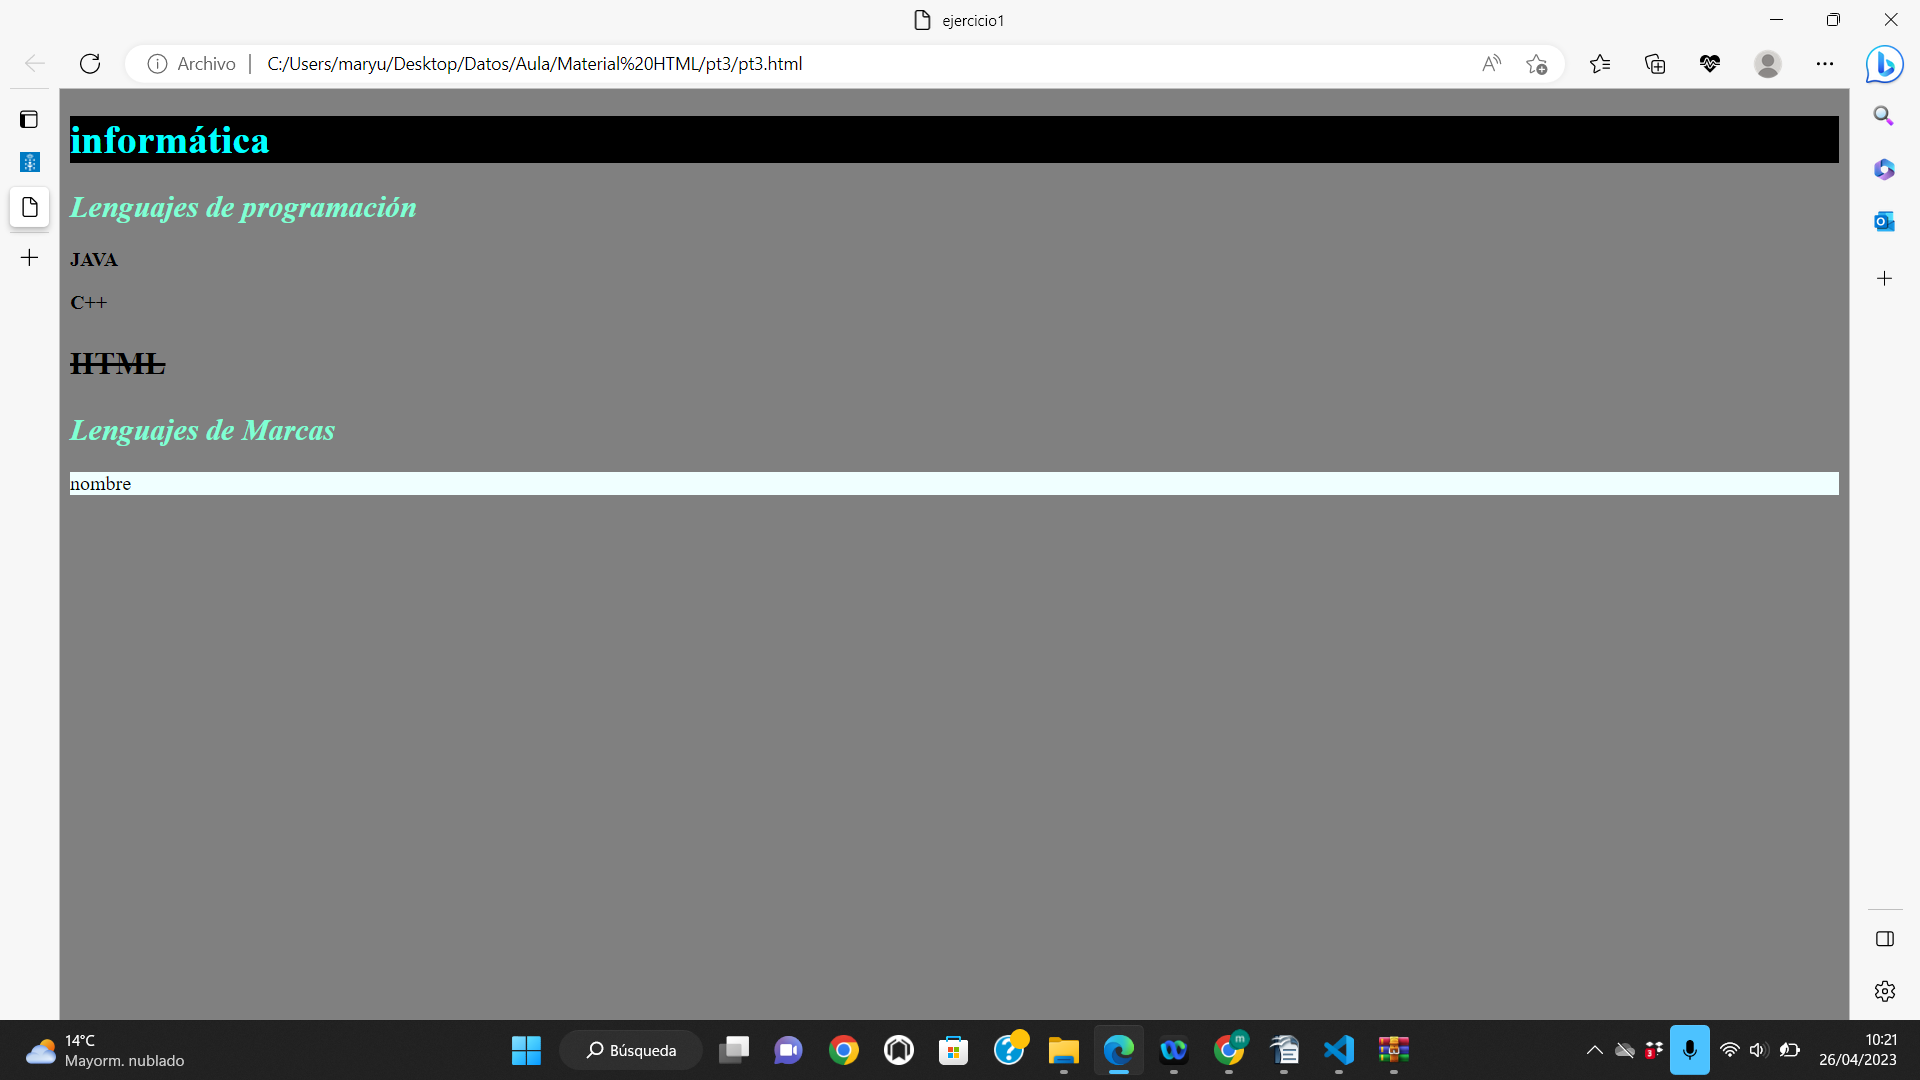 ejercicio1
Archivo C:/Users/maryu/Desktop/Datos/Aula/Material%20HTML/pt3/pt3.html
informática
Lenguajes de programación
JAVA
C++
HTML
Lenguajes de Marcas
nombre
14°C
Mayorm. nublado
Búsqueda
m
3
10:21
26/04/2023